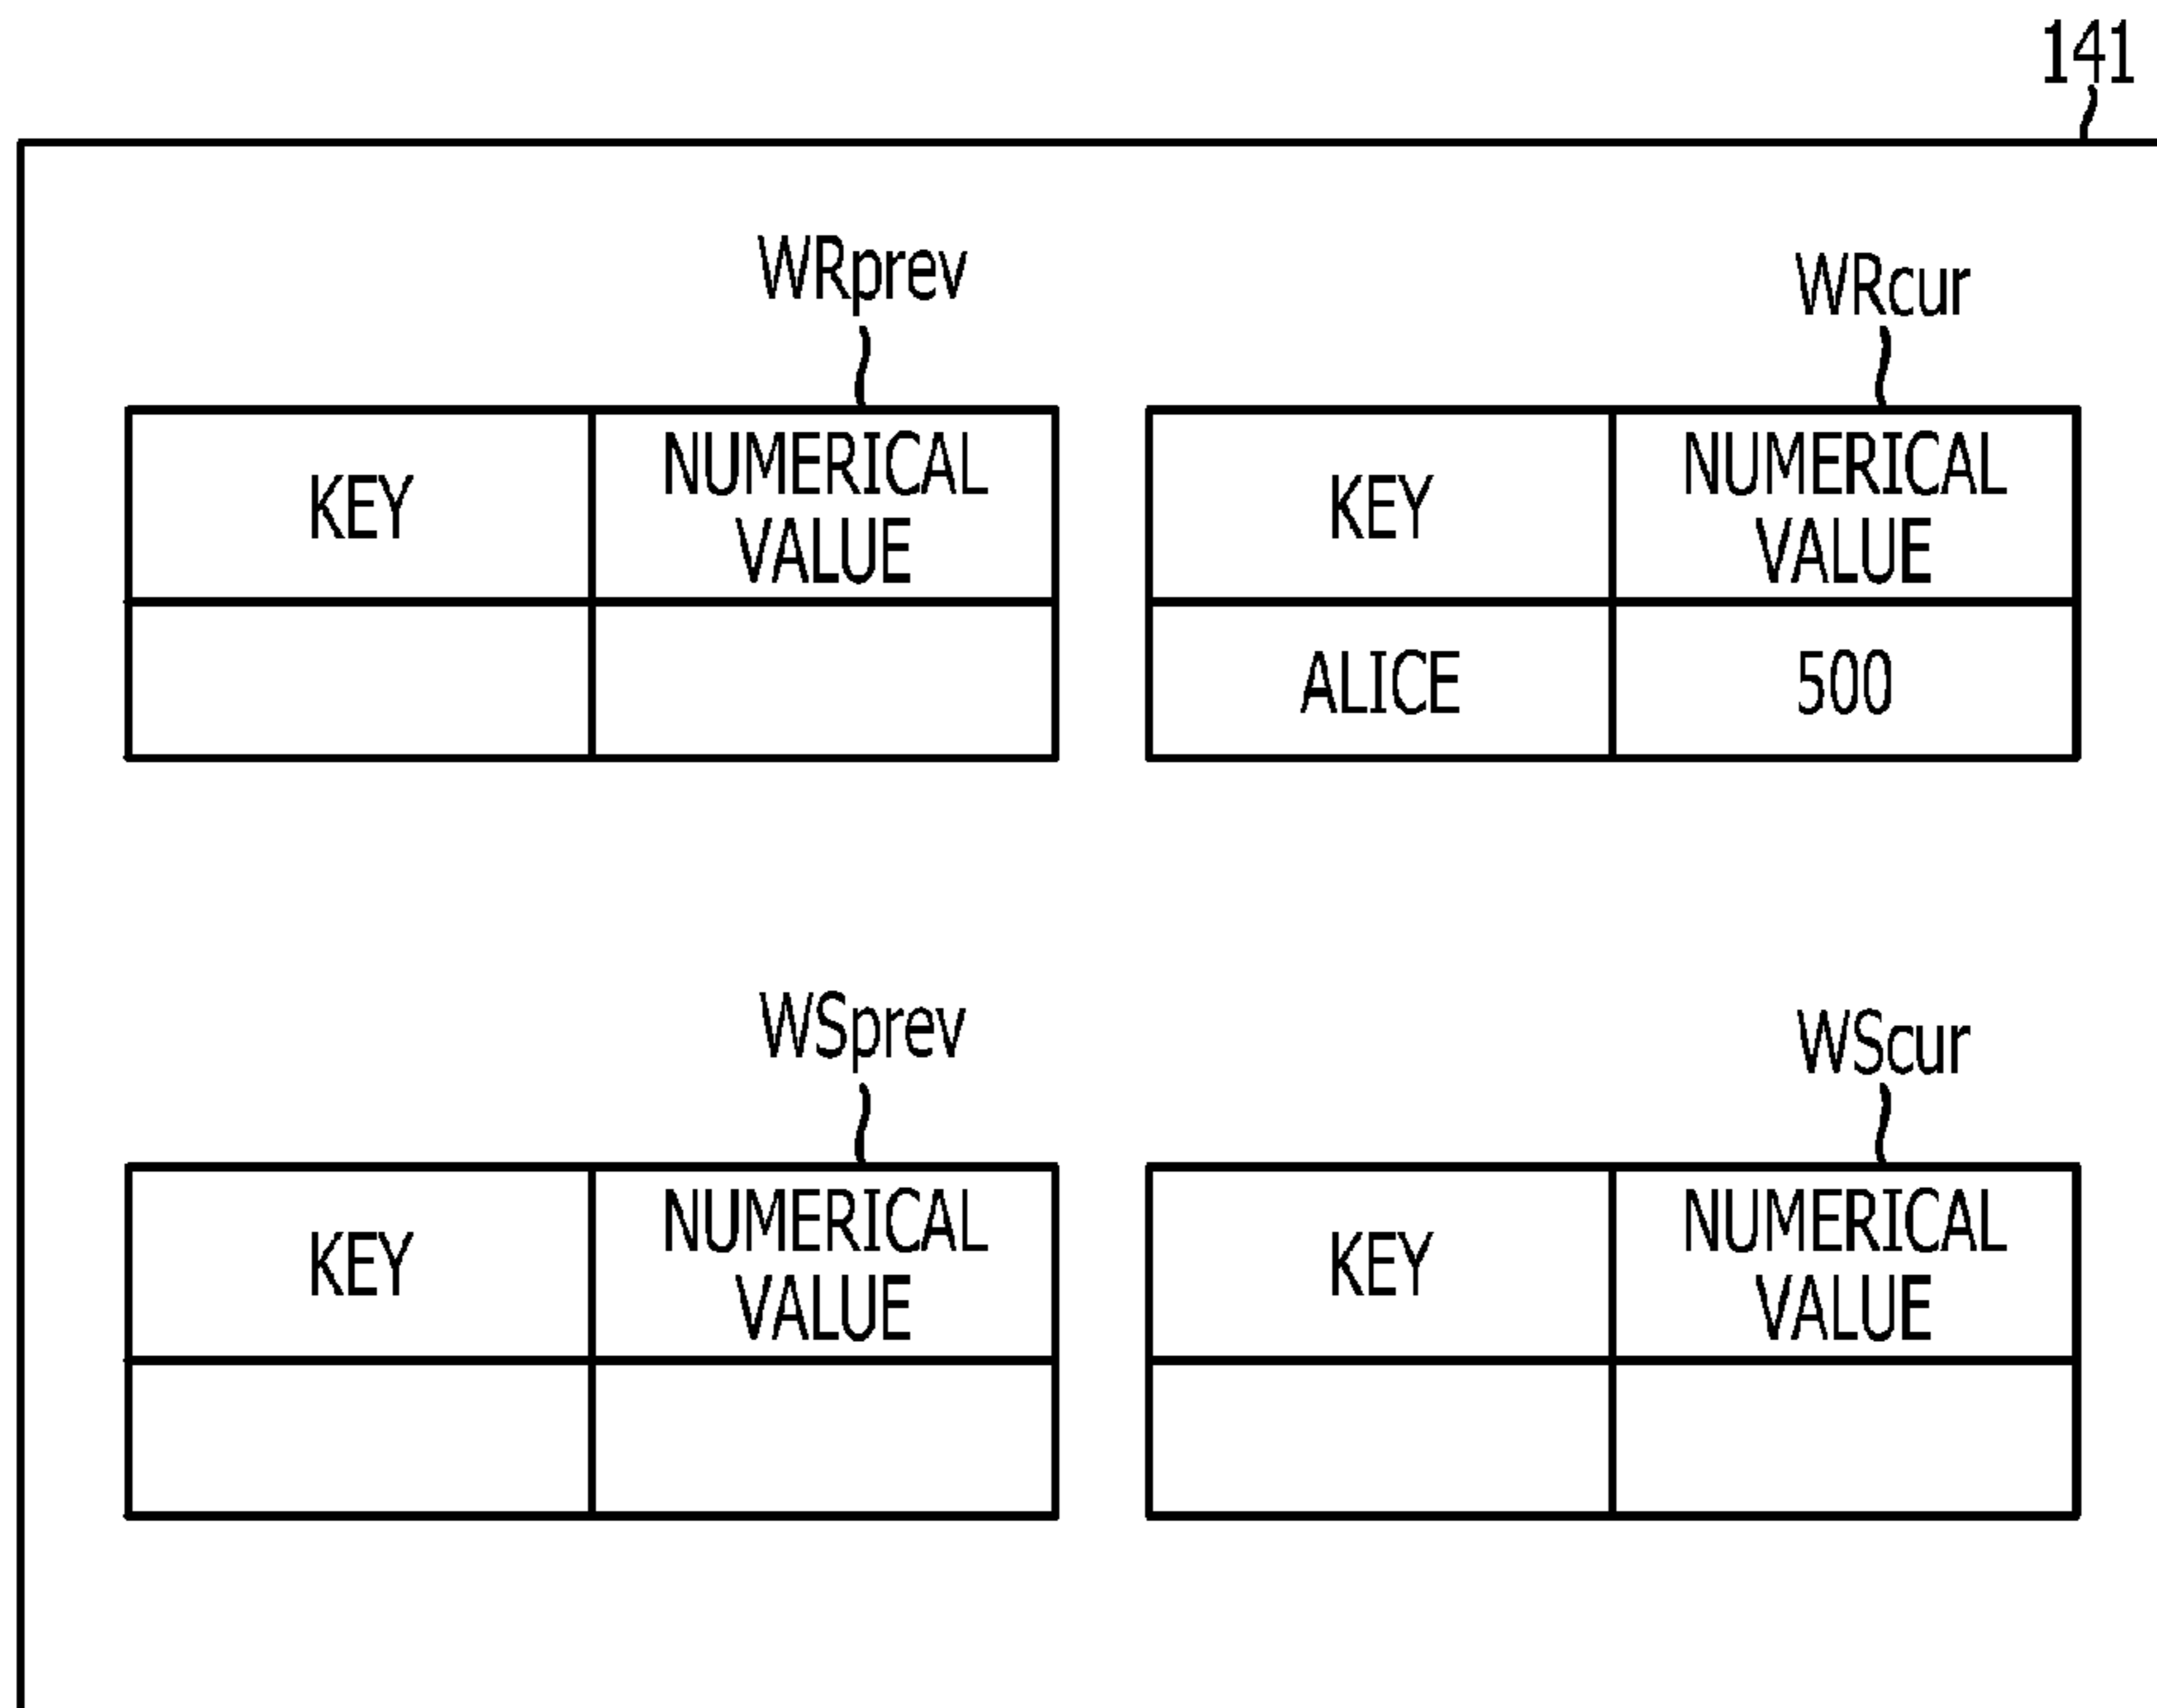 141
WRprev
WRcur
KEY
NUMERICAL
VALUE
KEY
NUMERICAL
VALUE
ALICE
500
WSprev
WScur
KEY
NUMERICAL
VALUE
KEY
NUMERICAL
VALUE